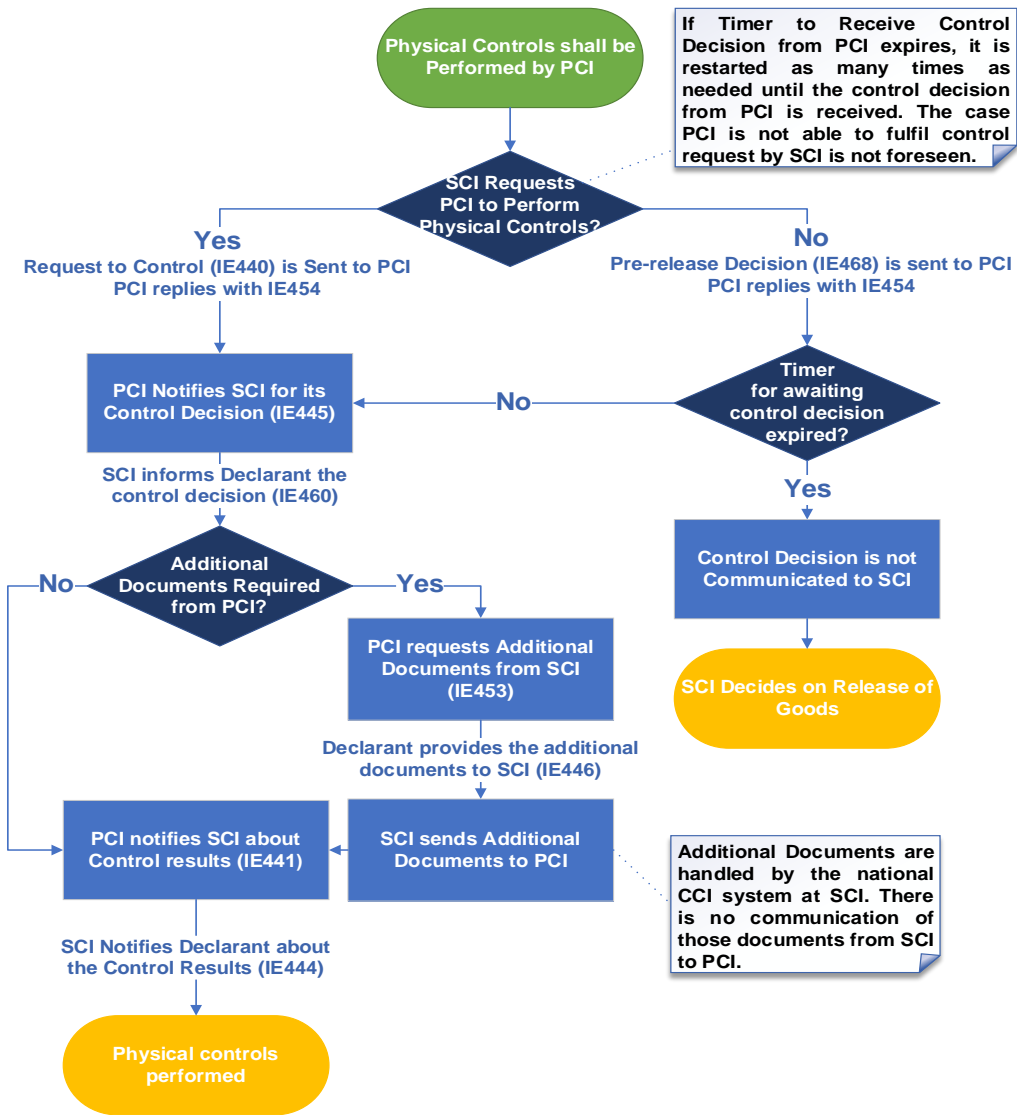 Physical Controls shall be
Performed by PCI
If Timer to Receive Control
Decision from PCI expires, it is
restarted as many times as
needed until the control decision
from PCI is received. The case
PCI is not able to fulfil control
request by SCI is not foreseen.
SCI Requests
PCI to Perform
Physical Controls?
Yes
Request to Control (IE440) is Sent to PCI
PCI replies with IE454
No
Pre-release Decision (IE468) is sent to PCI
PCI replies with IE454
PCI Notifies SCI for its
Control Decision (IE445)
No
Timer
for awaiting
control decision
expired?
SCI informs Declarant the
control decision (IE460)
Yes
Additional
Documents Required
from PCI?
No
Yes
Control Decision is not
Communicated to SCI
PCI requests Additional
Documents from SCI
(IE453)
SCI Decides on Release of
Goods
Declarant provides the additional
documents to SCI (IE446)
PCI notifies SCI about
Control results (IE441)
SCI sends Additional
Documents to PCI
Additional Documents are
handled by the national
CCI system at SCI. There
is no communication of
those documents from SCI
to PCI.
SCI Notifies Declarant about
the Control Results (IE444)
Physical controls
performed